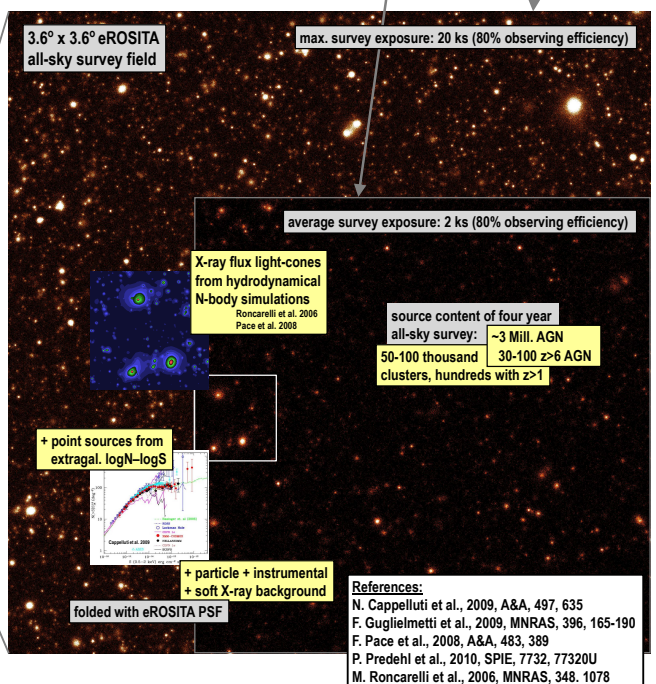 3.6° x 3.6° eROSITA
all-sky survey field
max. survey exposure: 20 ks (80% observing efficiency)
average survey exposure: 2 ks (80% observing efficiency)
X-ray flux light-cones
from hydrodynamical
N-body simulations
Roncarelli et al. 2006
Pace et al. 2008
source content of four year
all-sky survey:
~3 Mill. AGN
30-100 z>6 AGN
50-100 thousand
clusters, hundreds with z>1
+ point sources from
extragal. logN–logS
Cappelluti et al. 2009
+ particle + instrumental
+ soft X-ray background
folded with eROSITA PSF
References:
N. Cappelluti et al., 2009, A&A, 497, 635
F. Guglielmetti et al., 2009, MNRAS, 396, 165-190
F. Pace et al., 2008, A&A, 483, 389
P. Predehl et al., 2010, SPIE, 7732, 77320U
M. Roncarelli et al., 2006, MNRAS, 348. 1078